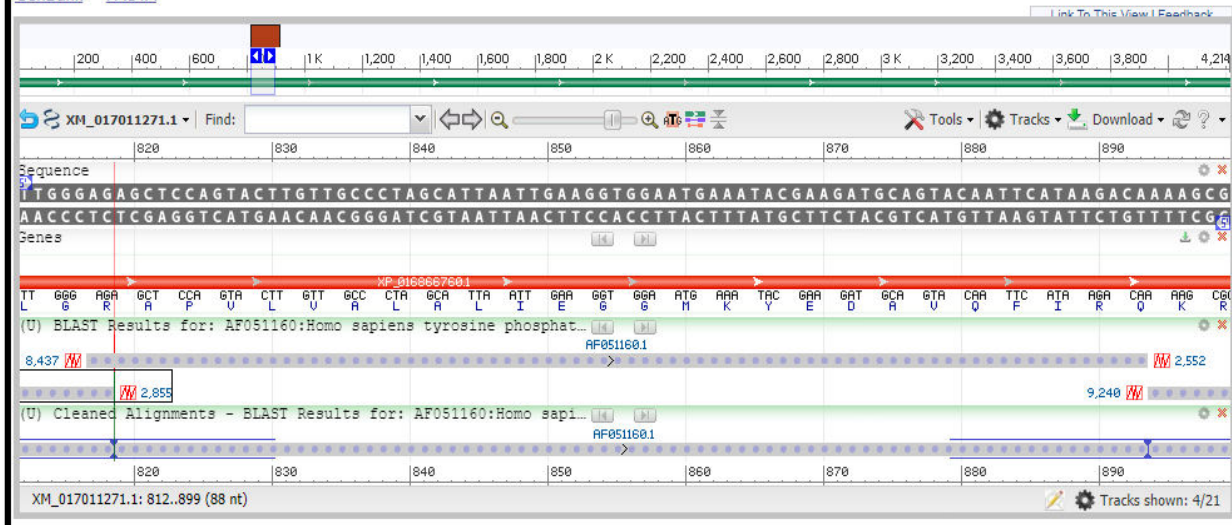 Link To This View | Feedback
200 400 600 1 K 1,200 1,400 1,600 1,800 2 K 2,200 2,400 2,600 2,800 3 K 3,200 3,400 3,600 3,800 4,214
XM_017011271.1 Find: ATG Tools Tracks Download ?
820 830 840 850 860 870 880 890
Sequence
5'
TTGGGAGAGCTCCAGTACTTGTTGCCCTAGCATTAATTGAAGGTGGAATGAAATACGAAGATGCAGTACAATTCATAAGACAAAAGCG
AACCCTCTCGAGGTCATGAACAACGGGATCGTAATTAACTTCCACCTTACTTTATGCTTCTACGTCATGTTAAGTATTCTGTTTTCGC
5'
Genes
XP_016866760.1
TT GGG AGA GCT CCA GTA CTT GTT GCC CTA GCA TTA ATT GAA GGT GGA ATG AAA TAC GAA GAT GCA GTA CAA TTC ATA AGA CAA AAG CG
L G R A P V L V A L A L I E G G M K Y E D A V Q F I R Q K R
(U) BLAST Results for: AF051160:Homo sapiens tyrosine phosphat…
AF051160.1
8,437 2,552
2,855 9,240
(U) Cleaned Alignments - BLAST Results for: AF051160:Homo sapi…
AF051160.1
820 830 840 850 860 870 880 890
XM_017011271.1: 812..899 (88 nt) Tracks shown: 4/21